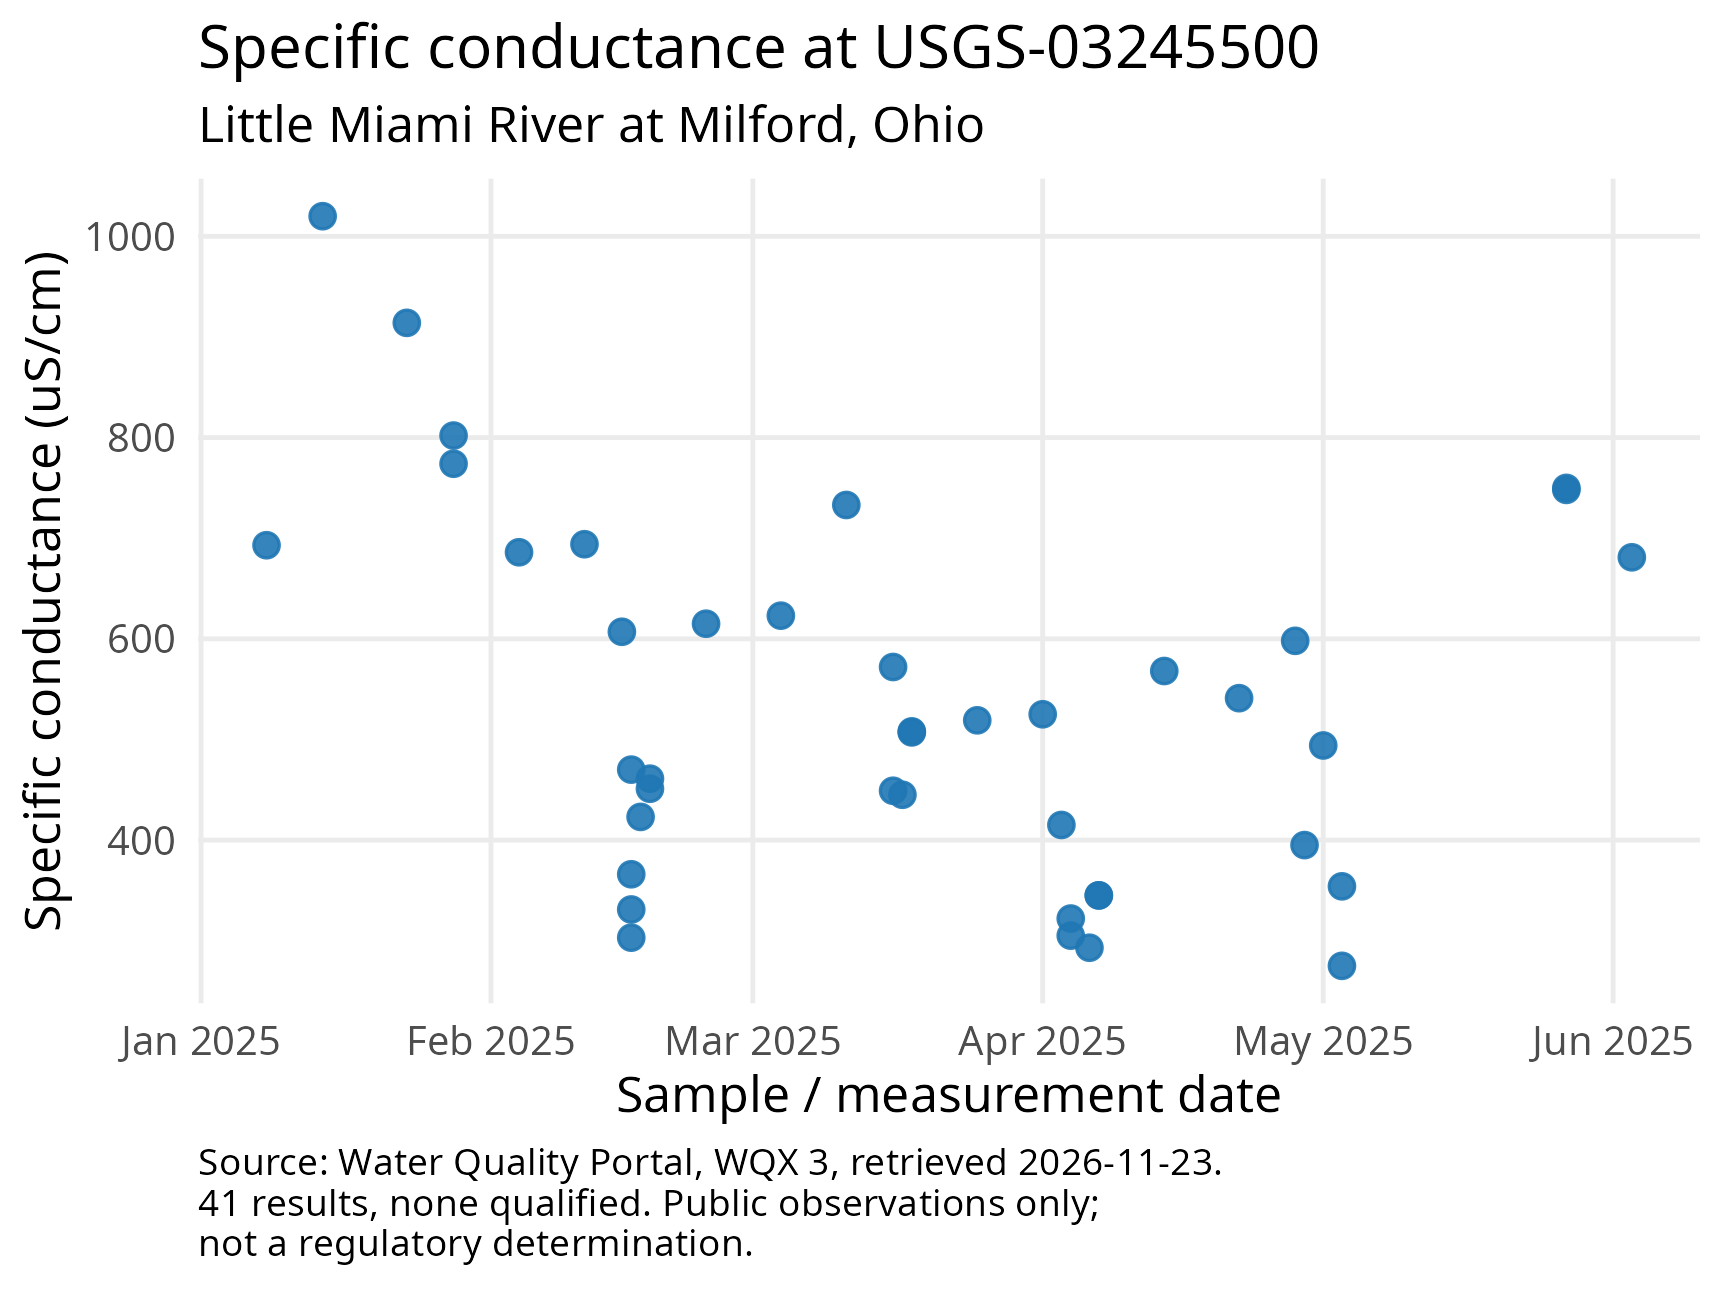 Specific conductance at USGS-03245500
Little Miami River at Milford, Ohio
Specific conductance (uS/cm)
1000
800
600
400
Jan 2025
Feb 2025
Mar 2025
Apr 2025
May 2025
Jun 2025
Sample / measurement date
Source: Water Quality Portal, WQX 3, retrieved 2026-11-23.
41 results, none qualified. Public observations only;
not a regulatory determination.